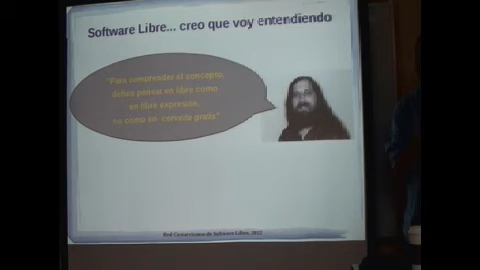 Software Libre... creo que voy entendiendo
"Para comprender el concepto,
debes pensar en libre como
en libre expresión,
no como en cerveza gratis"
Red Camaronense de Software Libre, 2012